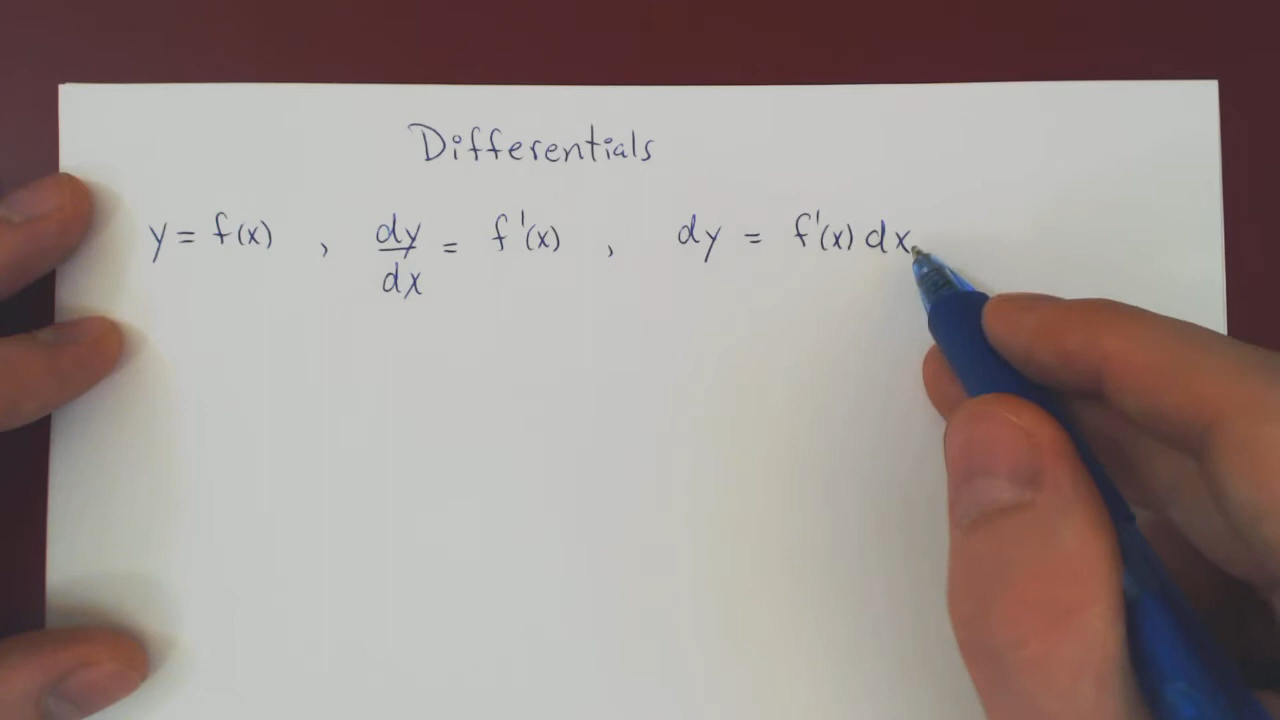 Differentials
y = f(x) , dy/dx = f'(x) , dy = f'(x) dx